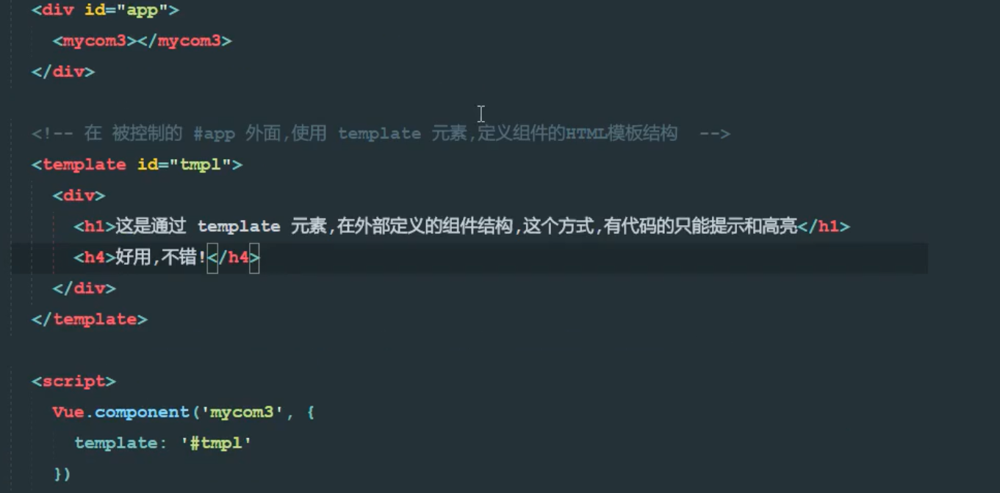 <div id="app">
<mycom3></mycom3>
</div>
<!-- 在 被控制的 #app 外面,使用 template 元素,定义组件的HTML模板结构  -->
<template id="tmpl">
<div>
<h1>这是通过 template 元素,在外部定义的组件结构,这个方式,有代码的只能提示和高亮</h1>
<h4>好用,不错!</h4>
</div>
</template>
<script>
Vue.component('mycom3', {
template: '#tmpl'
})